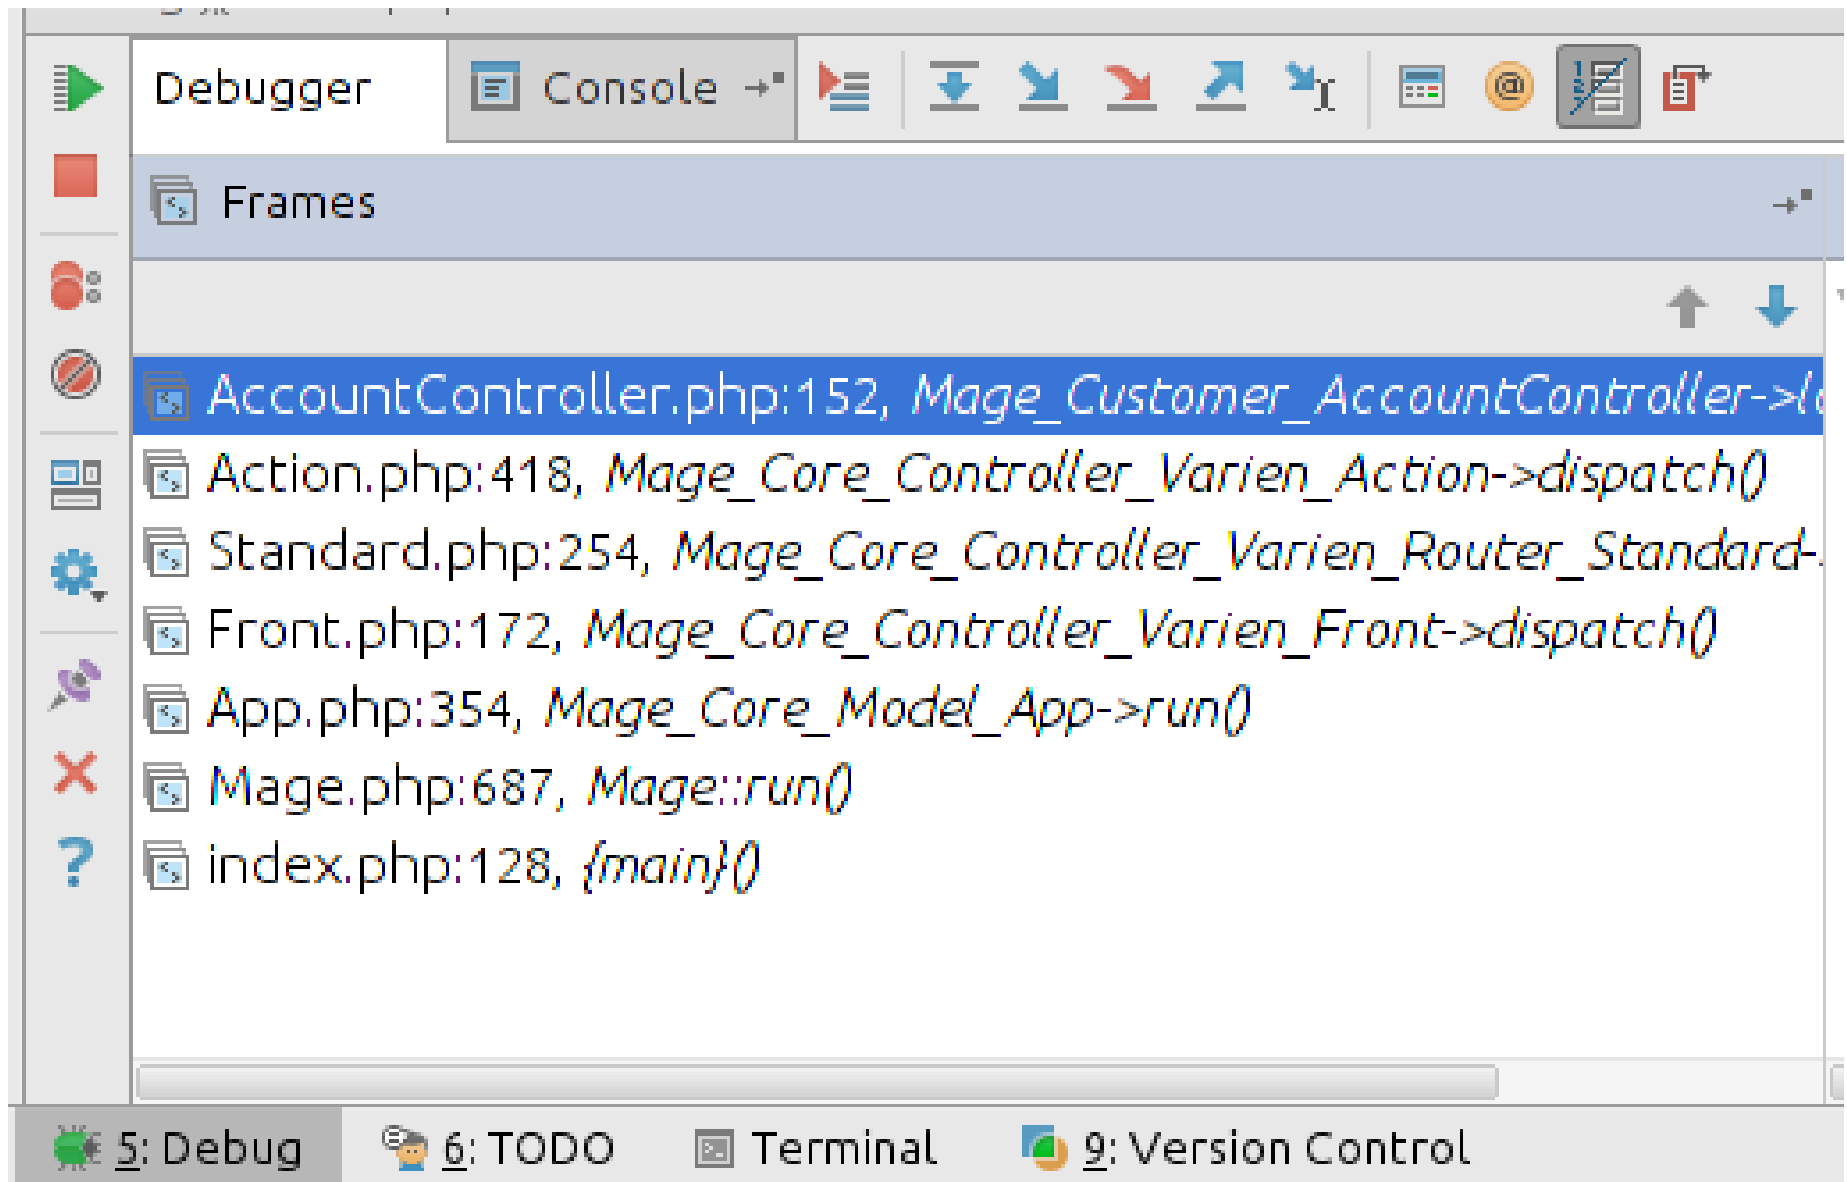 Debugger Console
Frames
AccountController.php:152, Mage_Customer_AccountController->l
Action.php:418, Mage_Core_Controller_Varien_Action->dispatch()
Standard.php:254, Mage_Core_Controller_Varien_Router_Standard-
Front.php:172, Mage_Core_Controller_Varien_Front->dispatch()
App.php:354, Mage_Core_Model_App->run()
Mage.php:687, Mage::run()
index.php:128, {main}()
5: Debug 6: TODO Terminal 9: Version Control